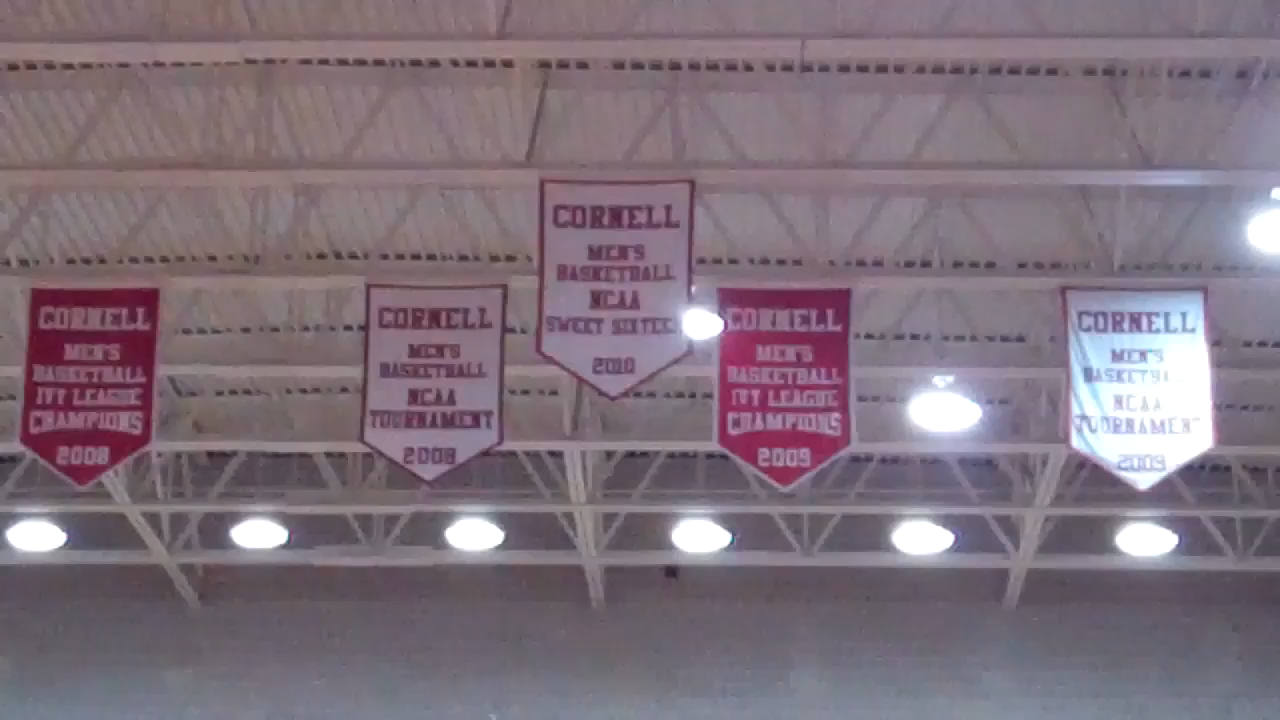 CORNELL
MEN'S
BASKETBALL
IVY LEAGUE
CHAMPIONS
2008
CORNELL
MEN'S
BASKETBALL
NCAA
TOURNAMENT
2008
CORNELL
MEN'S
BASKETBALL
NCAA
SWEET SIXTEE
2010
CORNELL
MEN'S
BASKETBALL
IVY LEAGUE
CHAMPIONS
2009
CORNELL
MEN'S
BASKETBALL
NCAA
TOURNAMENT
2009